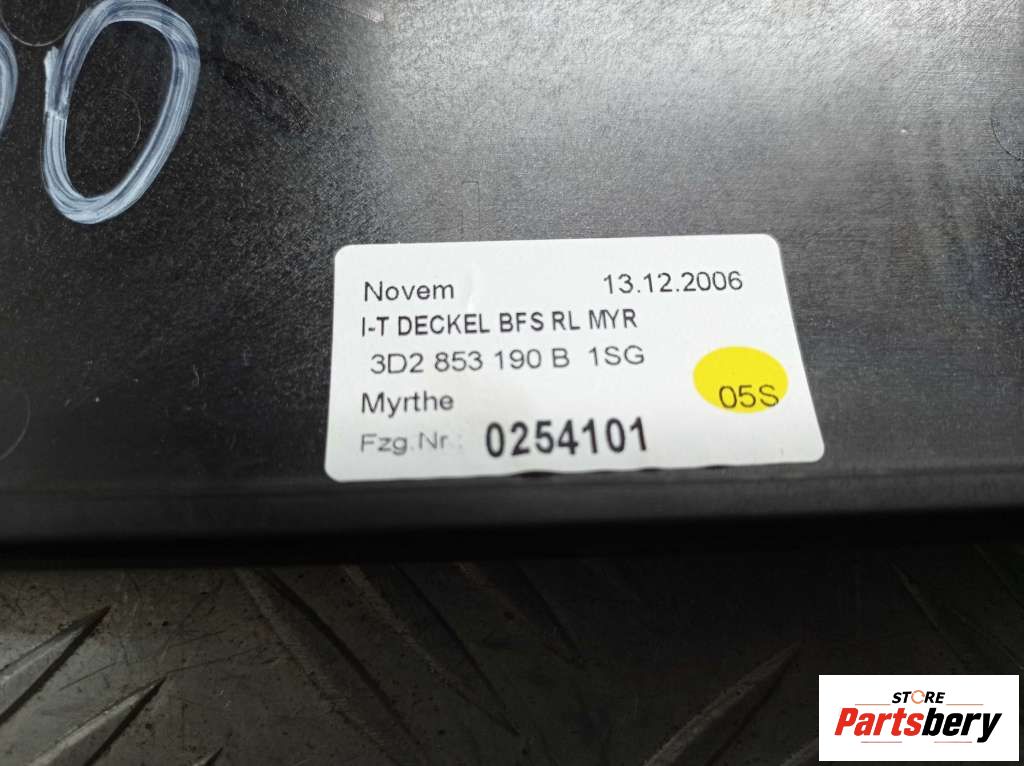 0
Novem 13.12.2006
I-T DECKEL BFS RL MYR
3D2 853 190 B 1SG
Myrthe 05S
Fzg.Nr.: 0254101
STORE
Partsbery